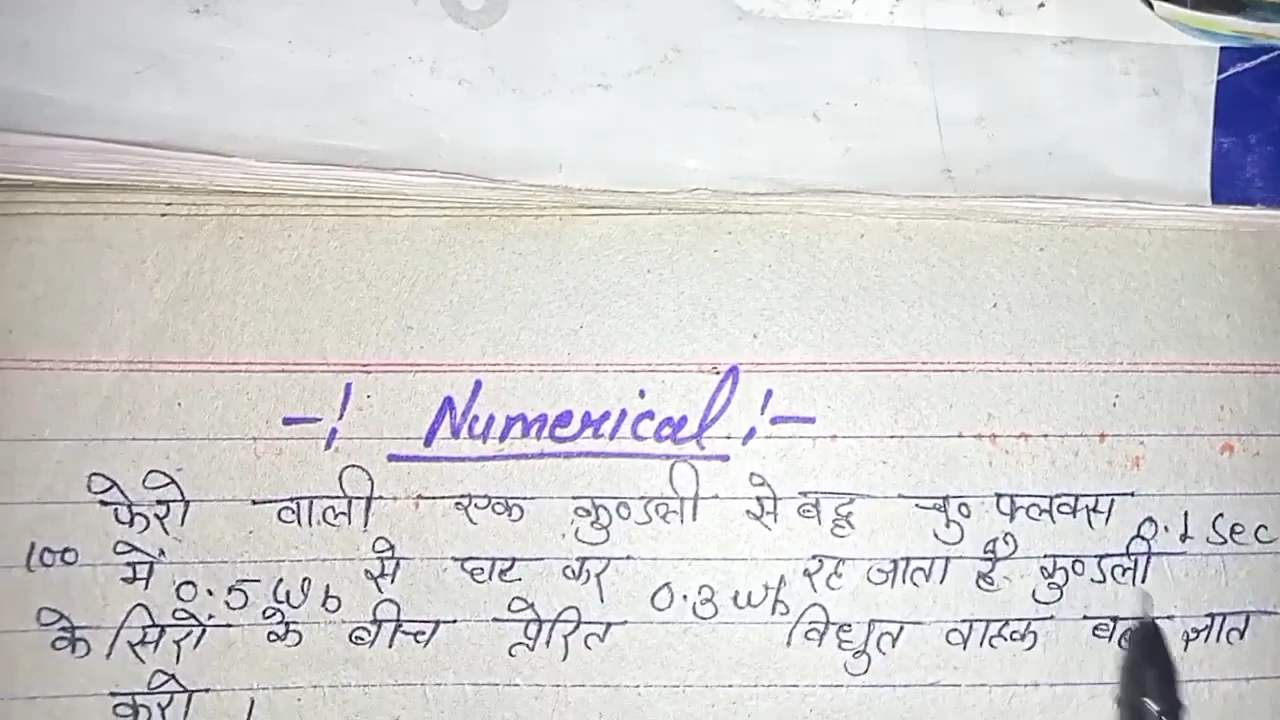 -! Numerical !-
फेरो वाली एक कुण्डली से बद्ध चु० फ्लक्स
100 में 0.5 Wb से घट कर 0.3 Wb रह जाता है कुण्डली 0.1 Sec
के सिरों के बीच प्रेरित विधुत वाहक ज्ञात
करो ।